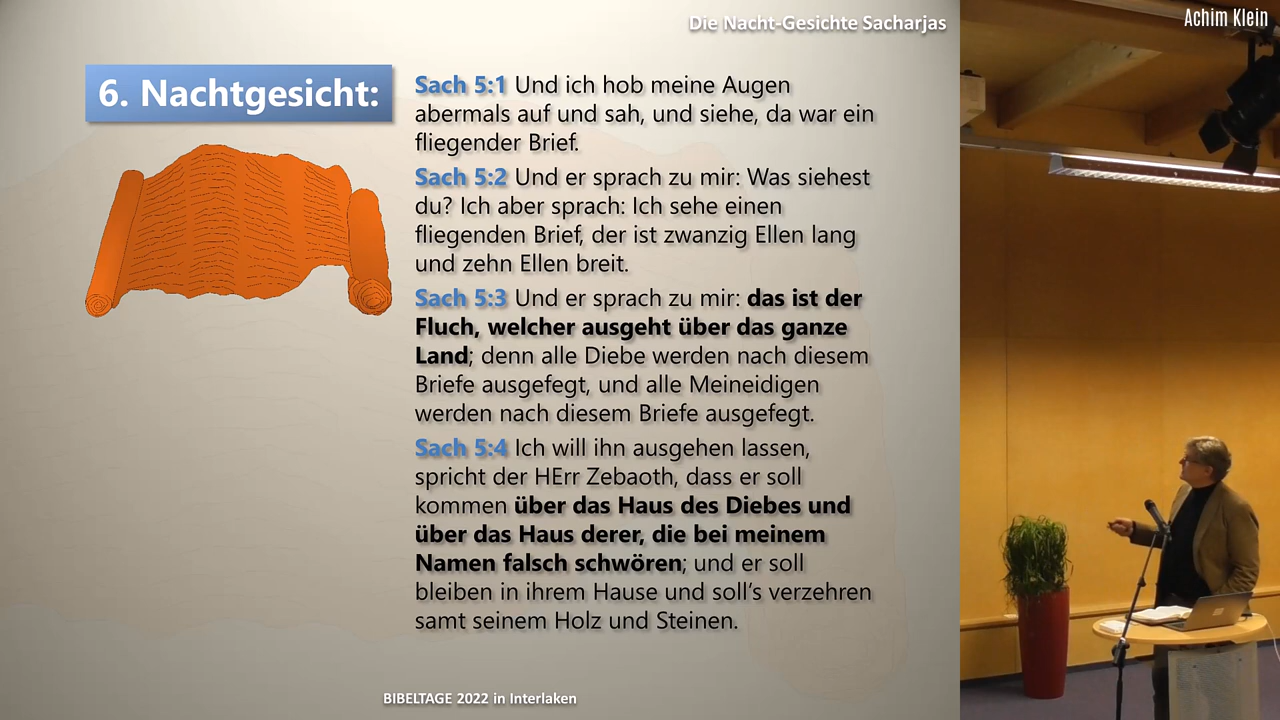 Die Nacht-Gesichte Sacharjas
Achim Klein
6. Nachtgesicht:
Sach 5:1 Und ich hob meine Augen
abermals auf und sah, und siehe, da war ein
fliegender Brief.
Sach 5:2 Und er sprach zu mir: Was siehest
du? Ich aber sprach: Ich sehe einen
fliegenden Brief, der ist zwanzig Ellen lang
und zehn Ellen breit.
Sach 5:3 Und er sprach zu mir: das ist der
Fluch, welcher ausgeht über das ganze
Land; denn alle Diebe werden nach diesem
Briefe ausgefegt, und alle Meineidigen
werden nach diesem Briefe ausgefegt.
Sach 5:4 Ich will ihn ausgehen lassen,
spricht der HErr Zebaoth, dass er soll
kommen über das Haus des Diebes und
über das Haus derer, die bei meinem
Namen falsch schwören; und er soll
bleiben in ihrem Hause und soll’s verzehren
samt seinem Holz und Steinen.
BIBELTAGE 2022 in Interlaken